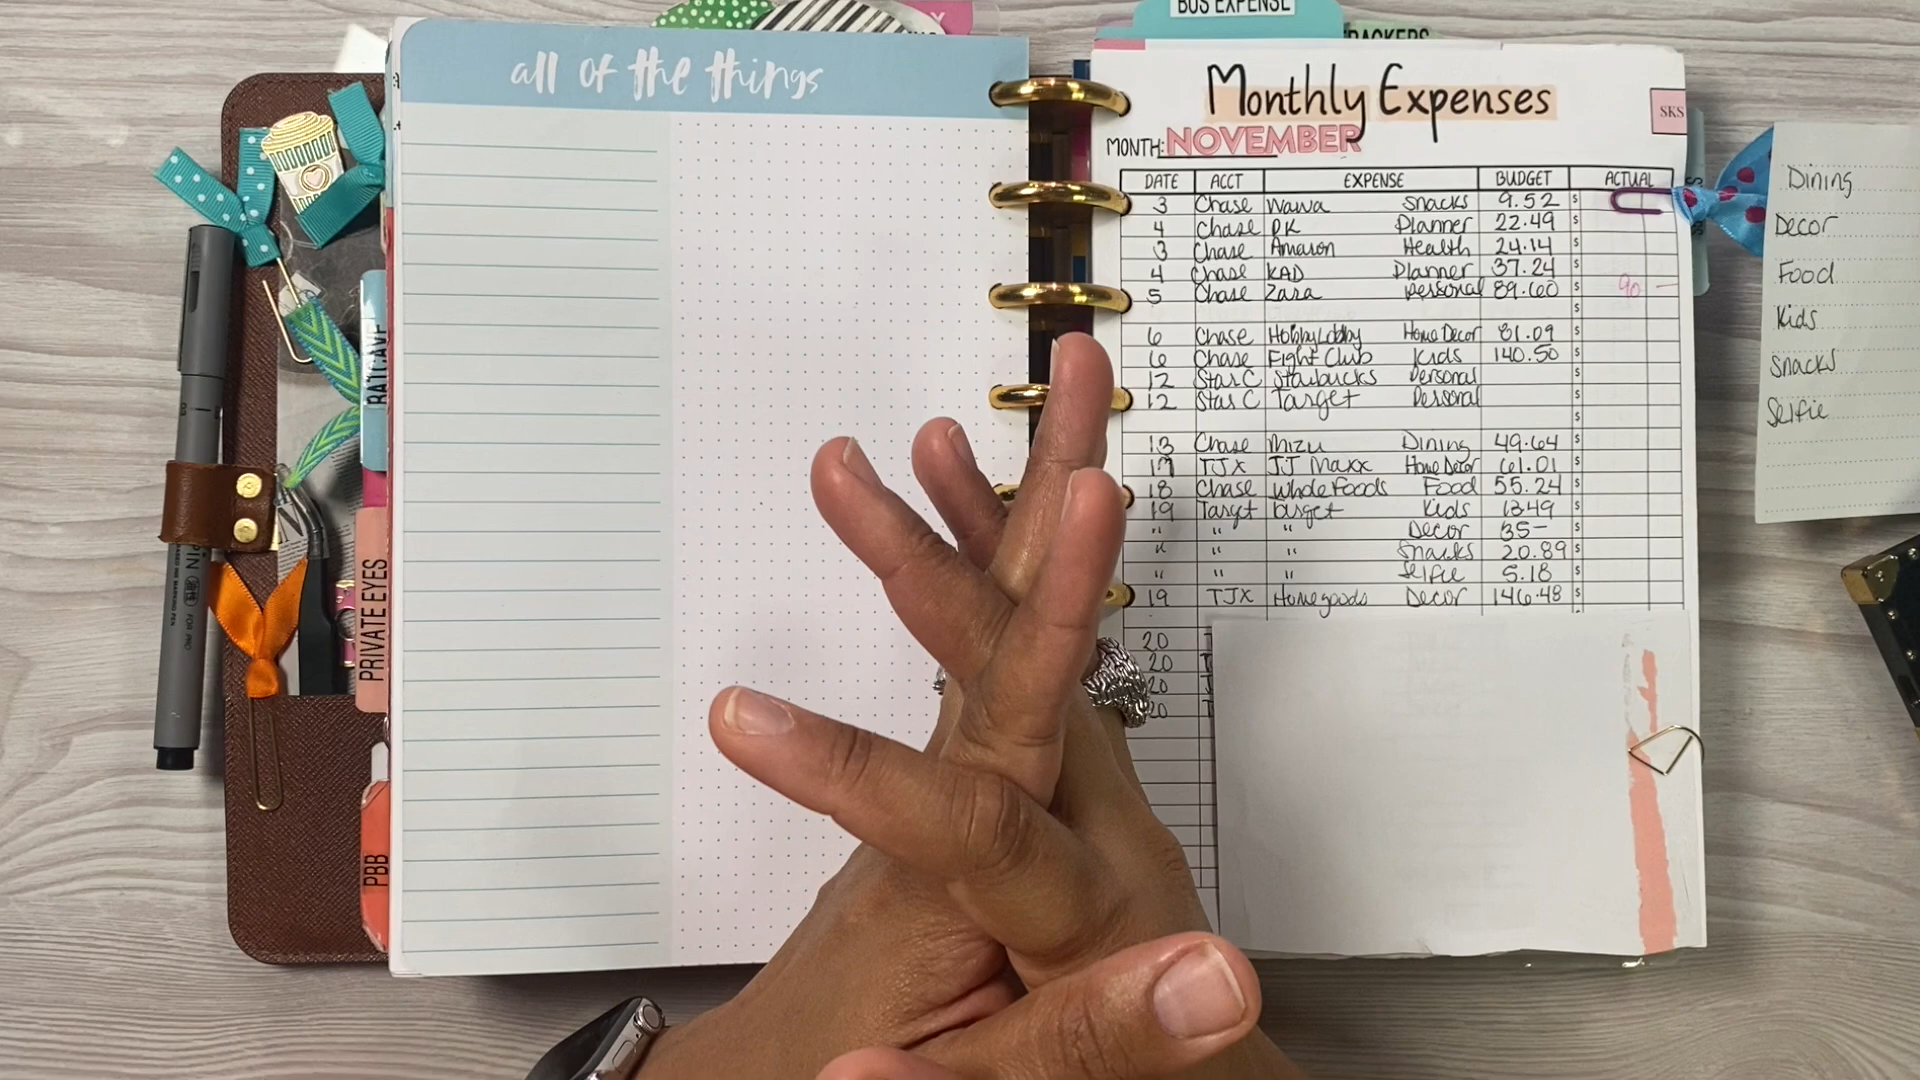 BUS EXPENSE
TRACKERS
all of the things
Monthly Expenses
SKS
MONTH: NOVEMBER
DATE ACCT EXPENSE BUDGET ACTUAL
3 Chase Wawa Snacks 9.52 $
4 Chase PK Planner 22.49 $
3 Chase Amazon Health 24.14 $
4 Chase KAD Planner 37.24 $
5 Chase Zara Personal 89.60 $ 90 —
$
6 Chase Hobby Lobby Home Decor 81.09 $
6 Chase Fight Club Kids 140.50 $
12 Star C Starbucks Personal $
12 Star C Target Personal $
$
13 Chase Mizu Dining 49.64 $
17 TJX TJ Maxx Home Decor 61.01 $
18 Chase Whole Foods Food 55.24 $
19 Target Target Kids 13.49 $
" " " Decor 35— $
" " " Snacks 20.89 $
" " " Selfie 5.18 $
19 TJX Homegoods Decor 146.48 $
20
20
20
20
Dining
Decor
Food
Kids
Snacks
Selfie
BATCAVE
PRIVATE EYES
PBB